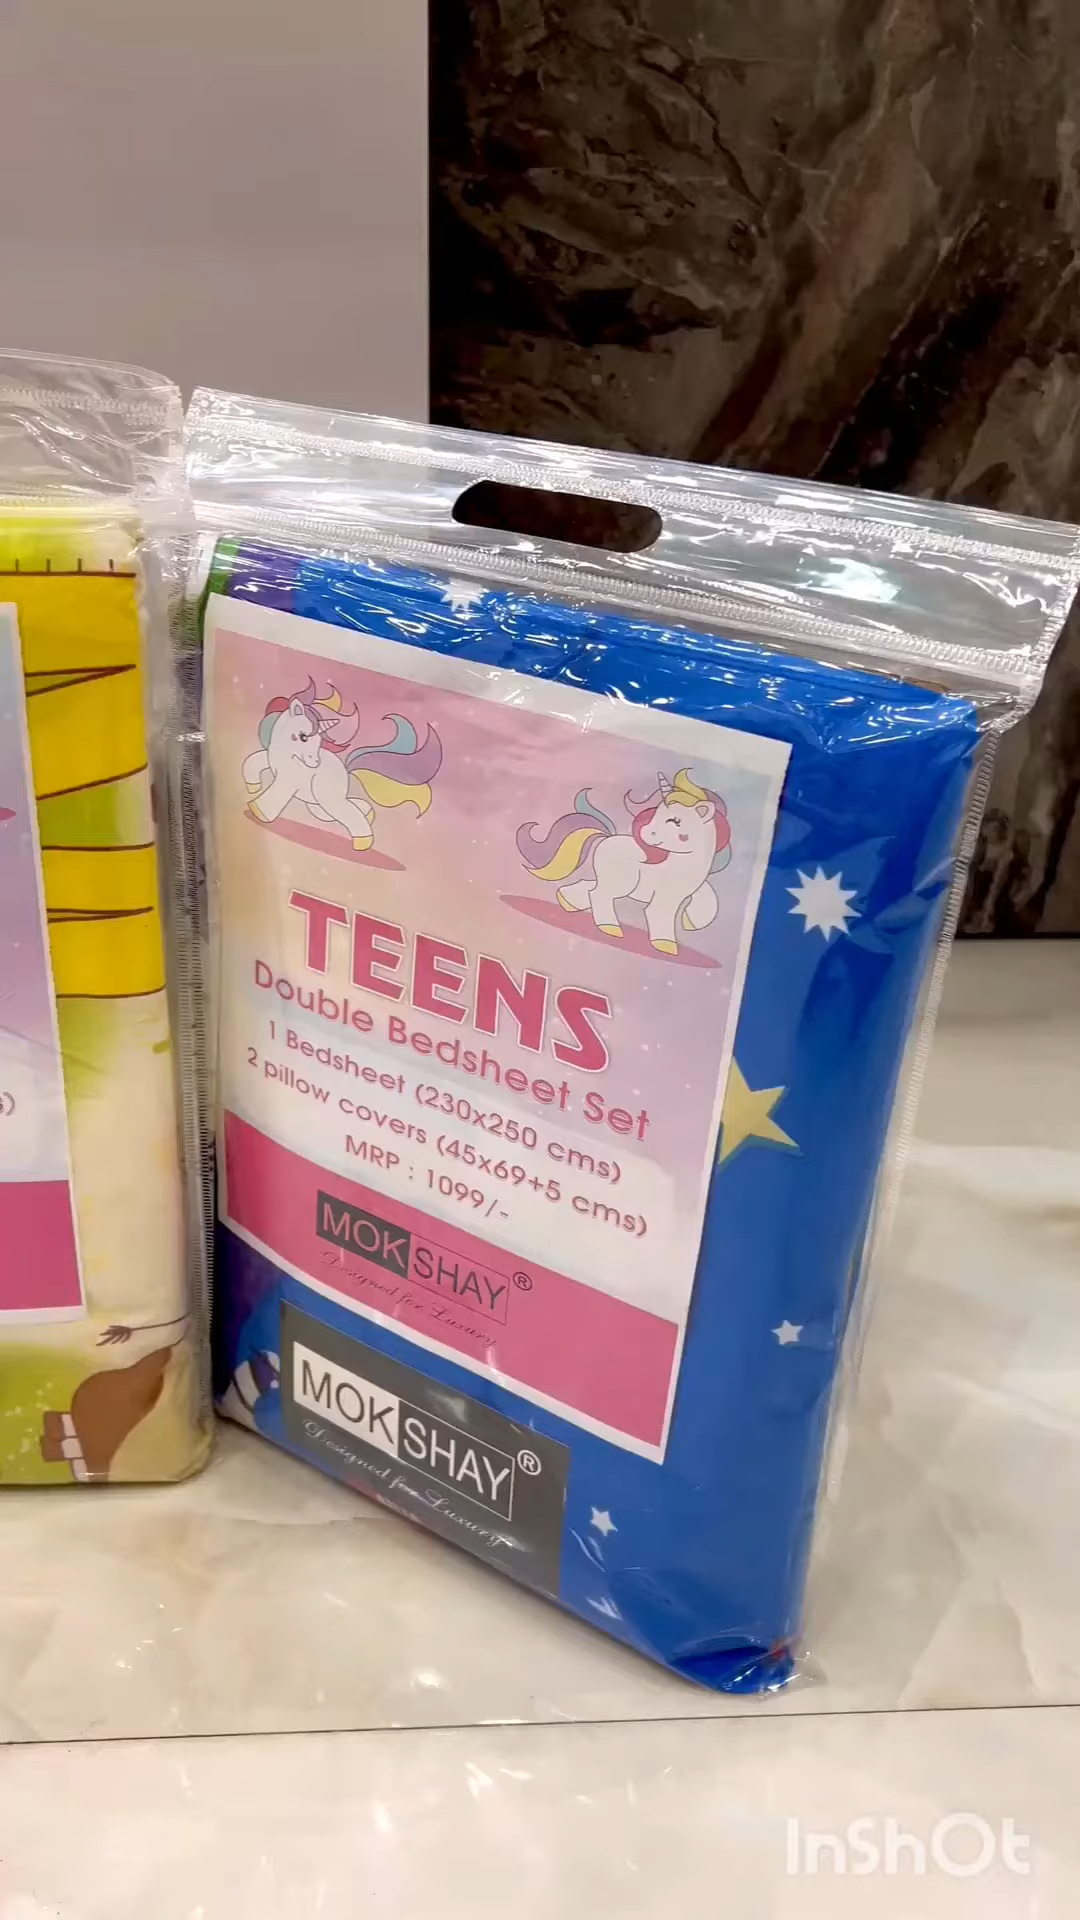 TEENS
Double Bedsheet Set
1 Bedsheet (230x250 cms)
2 pillow covers (45x69+5 cms)
MRP : 1099/-
MOKSHAY®
Designed for Luxury
MOKSHAY®
Designed for Luxury
s)
InShOt